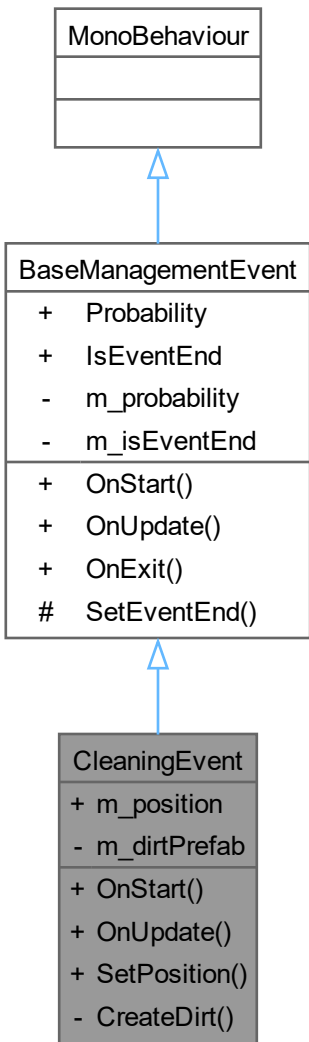 MonoBehaviour
BaseManagementEvent
+ Probability
+ IsEventEnd
- m_probability
- m_isEventEnd
+ OnStart()
+ OnUpdate()
+ OnExit()
# SetEventEnd()
CleaningEvent
+ m_position
- m_dirtPrefab
+ OnStart()
+ OnUpdate()
+ SetPosition()
- CreateDirt()